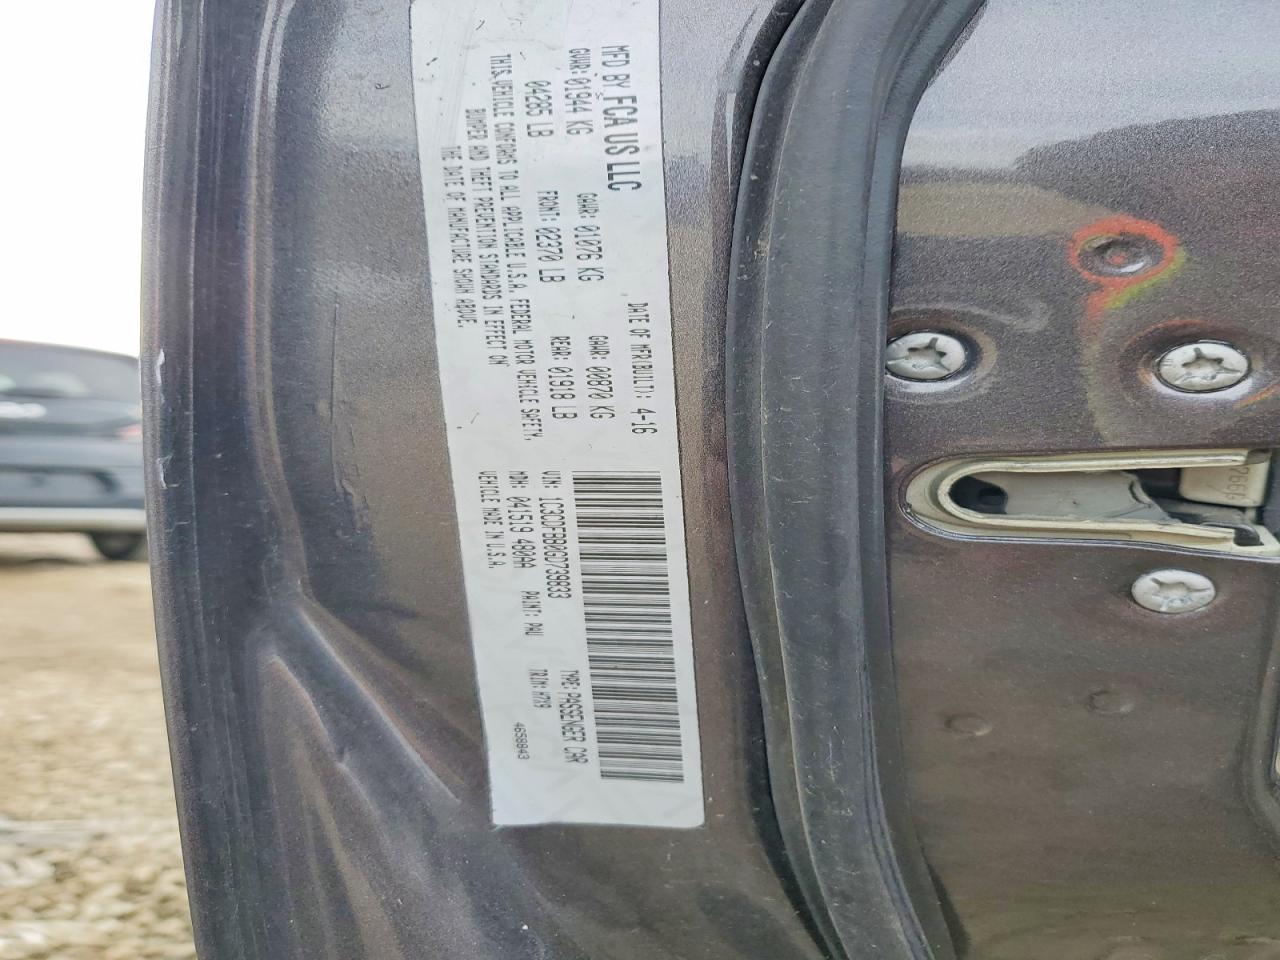 MFD BY FCA US LLC DATE OF MFR(BUILT): 4-16
GVWR: 01944 KG GAWR: 01076 KG GAWR: 00870 KG
04285 LB FRONT: 02370 LB REAR: 01918 LB
THIS VEHICLE CONFORMS TO ALL APPLICABLE U.S.A. FEDERAL MOTOR VEHICLE SAFETY,
BUMPER AND THEFT PREVENTION STANDARDS IN EFFECT ON
THE DATE OF MANUFACTURE SHOWN ABOVE.
VIN: 1C3CDFBB0GD739833 TYPE: PASSENGER CAR
MDH: 041519 480AA PAINT: PAU TRIM: H7X9
VEHICLE MADE IN U.S.A. 4658843